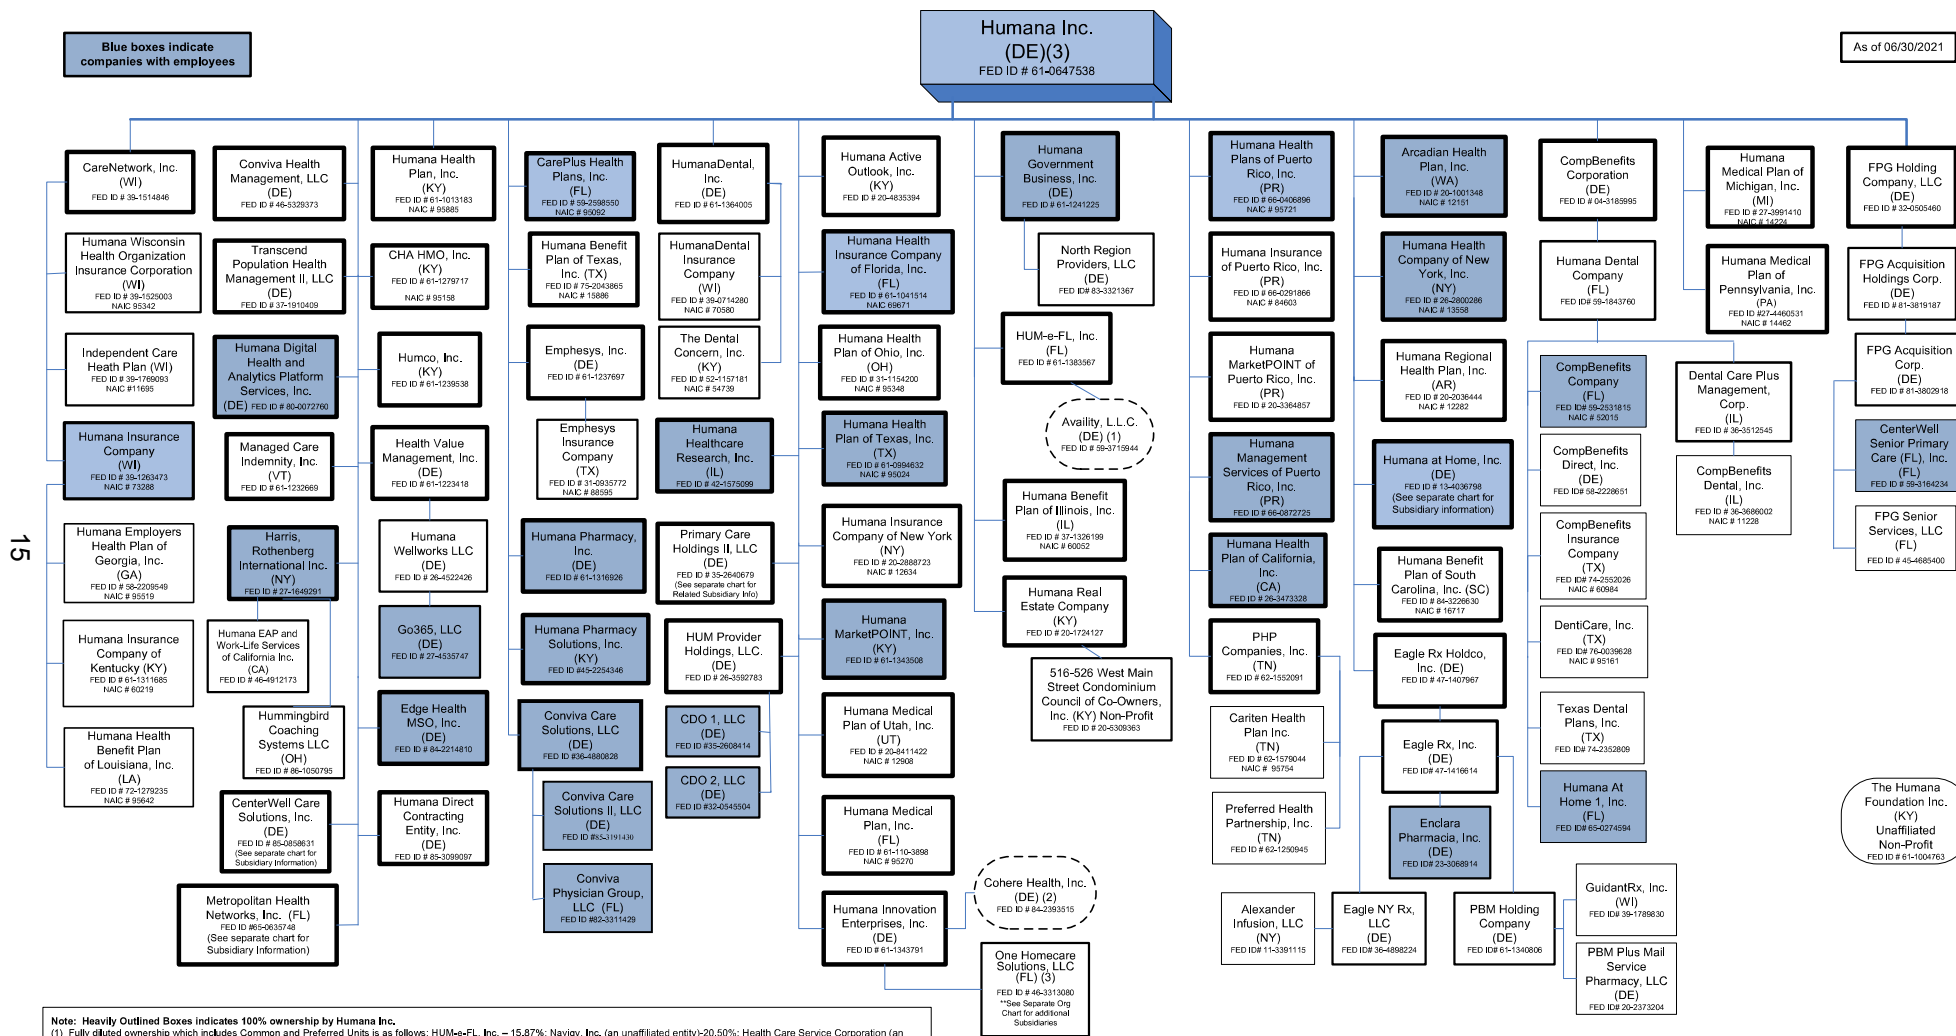 Blue boxes indicate
companies with employees
Humana Inc.
(DE)(3)
FED ID # 61-0647538
As of 06/30/2021
CareNetwork, Inc.
(WI)
FED ID # 39-1514846
Humana Wisconsin
Health Organization
Insurance Corporation
(WI)
FED ID # 39-1525003
NAIC 95342
Independent Care
Heath Plan (WI)
FED ID # 39-1769093
NAIC #11695
Humana Insurance
Company
(WI)
FED ID # 39-1263473
NAIC # 73288
Humana Employers
Health Plan of
Georgia, Inc.
(GA)
FED ID # 58-2209549
NAIC # 95519
Humana Insurance
Company of
Kentucky (KY)
FED ID # 61-1311685
NAIC # 60219
Humana Health
Benefit Plan
of Louisiana, Inc.
(LA)
FED ID # 72-1279235
NAIC # 95642
Conviva Health
Management, LLC
(DE)
FED ID # 46-5329373
Transcend
Population Health
Management II, LLC
(DE)
FED ID # 37-1910409
Humana Digital
Health and
Analytics Platform
Services, Inc.
(DE) FED ID # 80-0072760
Managed Care
Indemnity, Inc.
(VT)
FED ID # 61-1232669
Harris,
Rothenberg
International Inc.
(NY)
FED ID # 27-1649291
Humana EAP and
Work-Life Services
of California Inc.
(CA)
FED ID # 46-4912173
Hummingbird
Coaching
Systems LLC
(OH)
FED ID # 86-1050795
CenterWell Care
Solutions, Inc.
(DE)
FED ID # 85-0858631
(See separate chart for
Subsidiary Information)
Metropolitan Health
Networks, Inc. (FL)
FED ID #65-0635748
(See separate chart for
Subsidiary Information)
Humana Health
Plan, Inc.
(KY)
FED ID # 61-1013183
NAIC # 95885
CHA HMO, Inc.
(KY)
FED ID # 61-1279717
NAIC # 95158
Humco, Inc.
(KY)
FED ID # 61-1239538
Health Value
Management, Inc.
(DE)
FED ID # 61-1223418
Humana
Wellworks LLC
(DE)
FED ID # 26-4522426
Go365, LLC
(DE)
FED ID # 27-4535747
Edge Health
MSO, Inc.
(DE)
FED ID # 84-2214810
Humana Direct
Contracting
Entity, Inc.
(DE)
FED ID # 85-3099097
CarePlus Health
Plans, Inc.
(FL)
FED ID # 59-2598550
NAIC # 95092
Humana Benefit
Plan of Texas,
Inc. (TX)
FED ID # 75-2043865
NAIC # 15886
Emphesys, Inc.
(DE)
FED ID # 61-1237697
Emphesys
Insurance
Company
(TX)
FED ID # 31-0935772
NAIC # 88595
Humana Pharmacy,
Inc.
(DE)
FED ID # 61-1316926
Humana Pharmacy
Solutions, Inc.
(KY)
FED ID #45-2254346
Conviva Care
Solutions, LLC
(DE)
FED ID #36-4880828
Conviva Care
Solutions II, LLC
(DE)
FED ID #85-3191430
Conviva
Physician Group,
LLC (FL)
FED ID #82-3311429
HumanaDental,
Inc.
(DE)
FED ID # 61-1364005
HumanaDental
Insurance
Company
(WI)
FED ID # 39-0714280
NAIC # 70580
The Dental
Concern, Inc.
(KY)
FED ID # 52-1157181
NAIC # 54739
Humana
Healthcare
Research, Inc.
(IL)
FED ID # 42-1575099
Primary Care
Holdings II, LLC
(DE)
FED ID # 35-2640679
(See separate chart for
Related Subsidiary Info)
HUM Provider
Holdings, LLC.
(DE)
FED ID # 26-3592783
CDO 1, LLC
(DE)
FED ID #35-2608414
CDO 2, LLC
(DE)
FED ID #32-0545504
Humana Active
Outlook, Inc.
(KY)
FED ID # 20-4835394
Humana Health
Insurance Company
of Florida, Inc.
(FL)
FED ID # 61-1041514
NAIC 69671
Humana Health
Plan of Ohio, Inc.
(OH)
FED ID # 31-1154200
NAIC # 95348
Humana Health
Plan of Texas, Inc.
(TX)
FED ID # 61-0994632
NAIC # 95024
Humana Insurance
Company of New York
(NY)
FED ID # 20-2888723
NAIC # 12634
Humana
MarketPOINT, Inc.
(KY)
FED ID # 61-1343508
Humana Medical
Plan of Utah, Inc.
(UT)
FED ID # 20-8411422
NAIC # 12908
Humana Medical
Plan, Inc.
(FL)
FED ID # 61-110-3898
NAIC # 95270
Humana Innovation
Enterprises, Inc.
(DE)
FED ID # 61-1343791
Cohere Health, Inc.
(DE) (2)
FED ID # 84-2393515
One Homecare
Solutions, LLC
(FL) (3)
FED ID # 46-3313080
**See Separate Org
Chart for additional
Subsidiaries
Humana
Government
Business, Inc.
(DE)
FED ID # 61-1241225
North Region
Providers, LLC
(DE)
FED ID# 83-3321367
HUM-e-FL, Inc.
(FL)
FED ID # 61-1383567
Availity, L.L.C.
(DE) (1)
FED ID # 59-3715944
Humana Benefit
Plan of Illinois, Inc.
(IL)
FED ID # 37-1326199
NAIC # 60052
Humana Real
Estate Company
(KY)
FED ID # 20-1724127
516-526 West Main
Street Condominium
Council of Co-Owners,
Inc. (KY) Non-Profit
FED ID # 20-5309363
Humana Health
Plans of Puerto
Rico, Inc.
(PR)
FED ID # 66-0406896
NAIC # 95721
Humana Insurance
of Puerto Rico, Inc.
(PR)
FED ID # 66-0291866
NAIC # 84603
Humana
MarketPOINT of
Puerto Rico, Inc.
(PR)
FED ID # 20-3364857
Humana
Management
Services of Puerto
Rico, Inc.
(PR)
FED ID # 66-0872725
Humana Health
Plan of California,
Inc.
(CA)
FED ID # 26-3473328
PHP
Companies, Inc.
(TN)
FED ID # 62-1552091
Cariten Health
Plan Inc.
(TN)
FED ID # 62-1579044
NAIC # 95754
Preferred Health
Partnership, Inc.
(TN)
FED ID # 62-1250945
Alexander
Infusion, LLC
(NY)
FED ID# 11-3391115
Arcadian Health
Plan, Inc.
(WA)
FED ID # 20-1001348
NAIC # 12151
Humana Health
Company of New
York, Inc.
(NY)
FED ID # 26-2800286
NAIC # 13558
Humana Regional
Health Plan, Inc.
(AR)
FED ID # 20-2036444
NAIC # 12282
Humana at Home, Inc.
(DE)
FED ID # 13-4036798
(See separate chart for
Subsidiary information)
Humana Benefit
Plan of South
Carolina, Inc. (SC)
FED ID # 84-3226630
NAIC # 16717
Eagle Rx Holdco,
Inc. (DE)
FED ID # 47-1407967
Eagle Rx, Inc.
(DE)
FED ID # 47-1416614
Enclara
Pharmacia, Inc.
(DE)
FED ID# 23-3068914
Eagle NY Rx,
LLC
(DE)
FED ID# 36-4898224
PBM Holding
Company
(DE)
FED ID# 61-1340806
GuidantRx, Inc.
(WI)
FED ID# 39-1789830
PBM Plus Mail
Service
Pharmacy, LLC
(DE)
FED ID# 20-2373204
CompBenefits
Corporation
(DE)
FED ID # 04-3185995
Humana Dental
Company
(FL)
FED ID# 59-1843760
CompBenefits
Company
(FL)
FED ID# 59-2531815
NAIC # 52015
CompBenefits
Direct, Inc.
(DE)
FED ID# 58-2228651
CompBenefits
Insurance
Company
(TX)
FED ID# 74-2552026
NAIC # 60984
DentiCare, Inc.
(TX)
FED ID# 76-0039628
NAIC # 95161
Texas Dental
Plans, Inc.
(TX)
FED ID# 74-2352809
Humana At
Home 1, Inc.
(FL)
FED ID# 65-0274594
Dental Care Plus
Management,
Corp.
(IL)
FED ID # 36-3512545
CompBenefits
Dental, Inc.
(IL)
FED ID # 36-3686002
NAIC # 11228
Humana
Medical Plan of
Michigan, Inc.
(MI)
FED ID # 27-3991410
NAIC # 14224
Humana Medical
Plan of
Pennsylvania, Inc.
(PA)
FED ID #27-4460531
NAIC # 14462
FPG Holding
Company, LLC
(DE)
FED ID # 32-0505460
FPG Acquisition
Holdings Corp.
(DE)
FED ID # 81-3819187
FPG Acquisition
Corp.
(DE)
FED ID # 81-3802918
CenterWell
Senior Primary
Care (FL), Inc.
(FL)
FED ID # 59-3164234
FPG Senior
Services, LLC
(FL)
FED ID # 45-4685400
The Humana
Foundation Inc.
(KY)
Unaffiliated
Non-Profit
FED ID # 61-1004763
15
Note: Heavily Outlined Boxes indicates 100% ownership by Humana Inc.
(1) Fully diluted ownership which includes Common and Preferred Units is as follows: HUM-e-FL, Inc. – 15.87%; Navigy, Inc. (an unaffiliated entity)-20.50%; Health Care Service Corporation (an